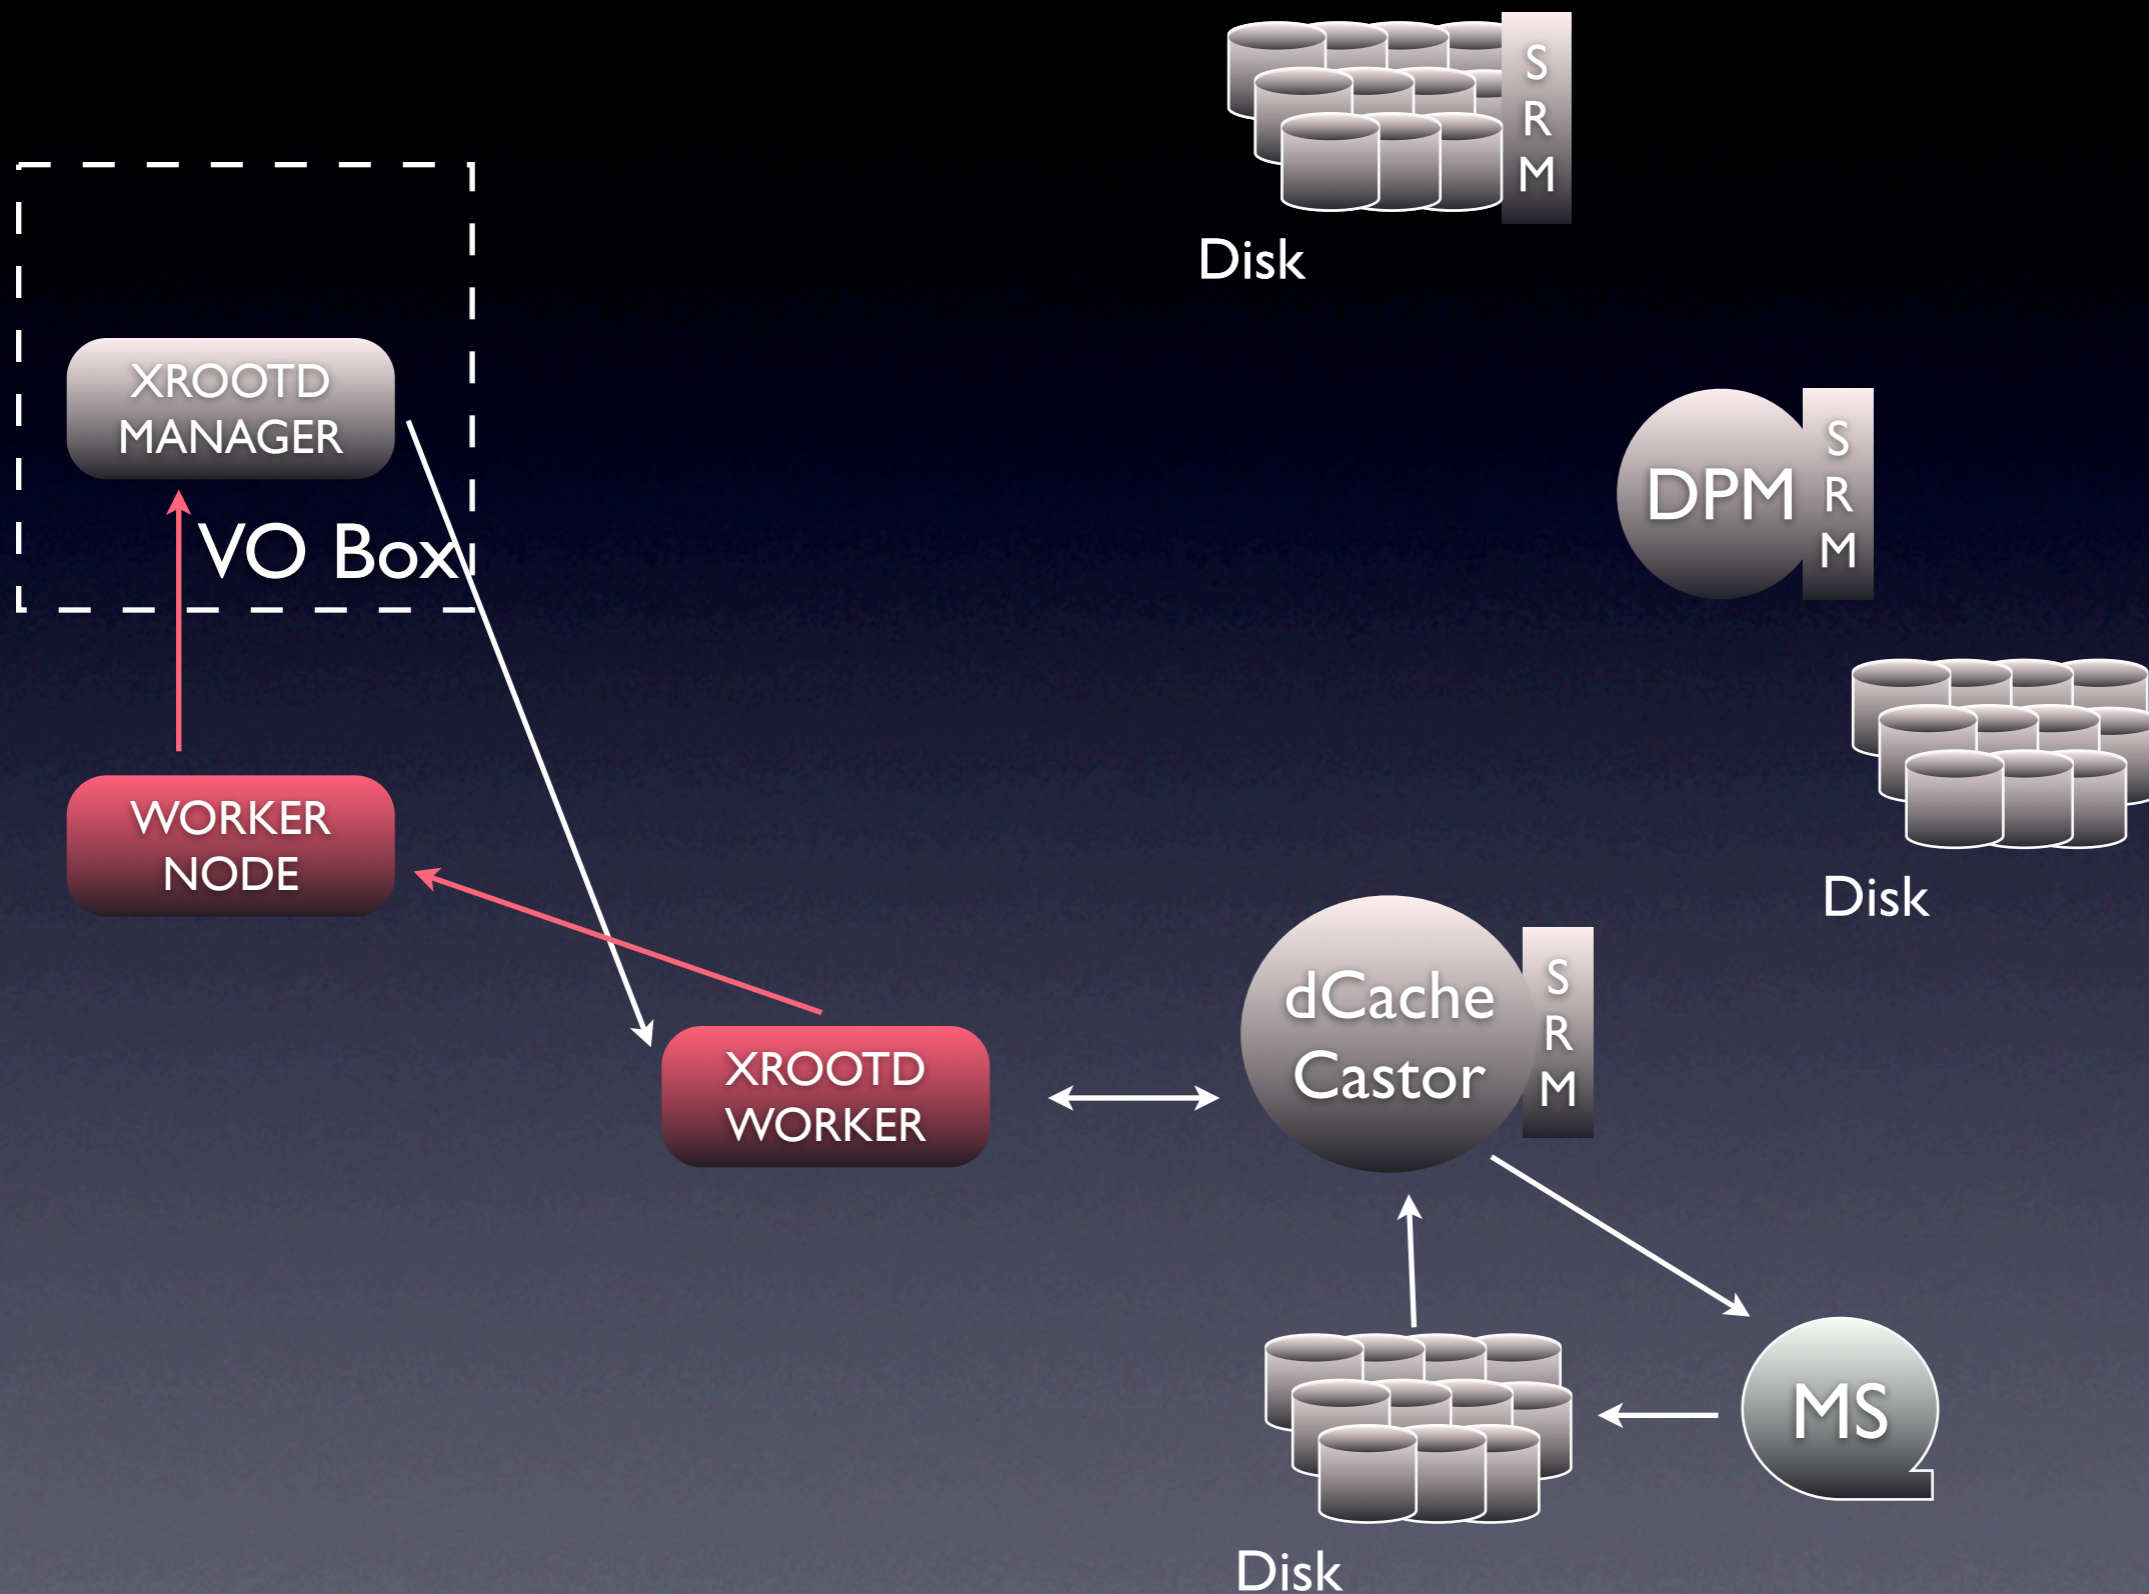 S
R
M
Disk
XROOTD
MANAGER
VO Box
DPM
S
R
M
WORKER
NODE
Disk
dCache
Castor
S
R
M
XROOTD
WORKER
MS
Disk